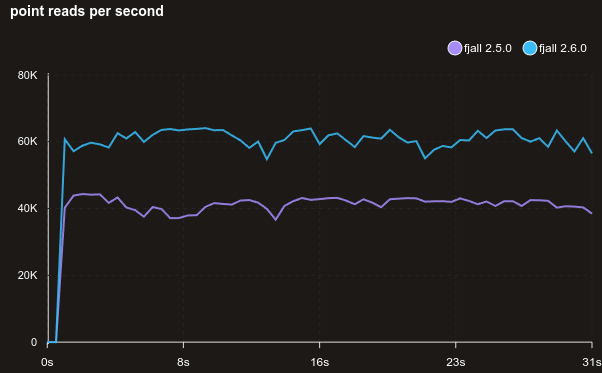 point reads per second
fjall 2.5.0 fjall 2.6.0
80K
60K
40K
20K
0
0s 8s 16s 23s 31s